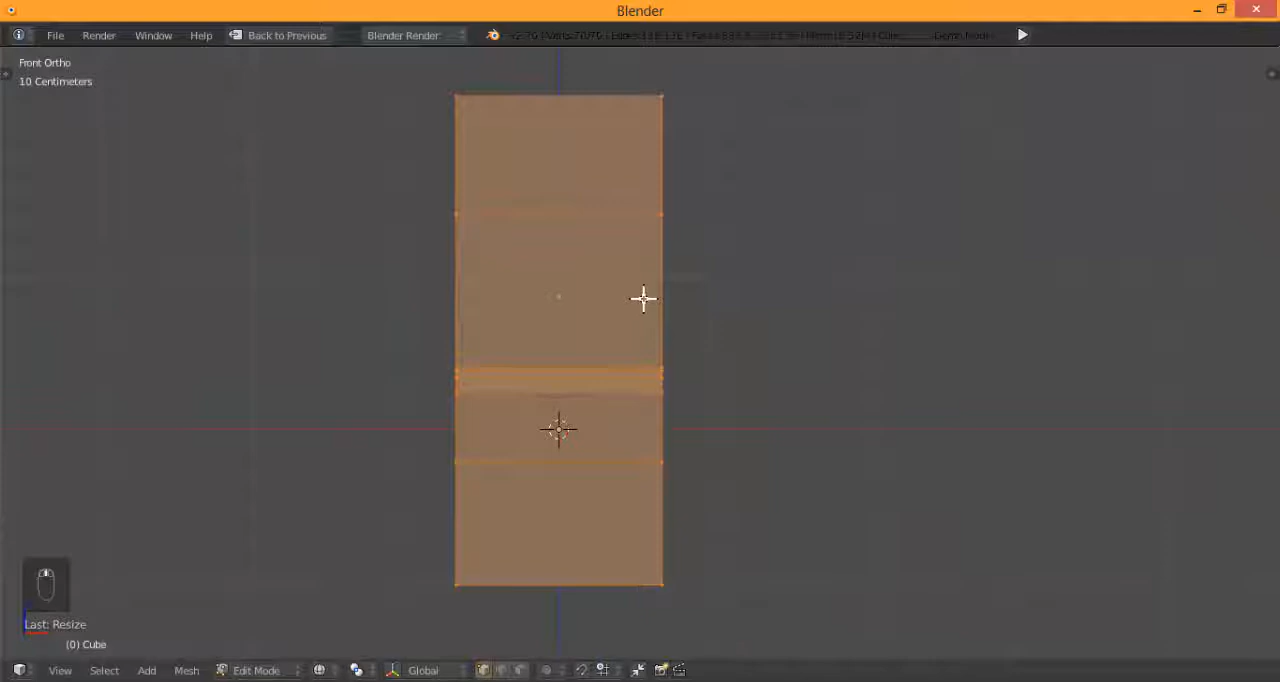 Blender
File Render Window Help Back to Previous Blender Render
Front Ortho
10 Centimeters
Last: Resize
(0) Cube
View Select Add Mesh Edit Mode Global